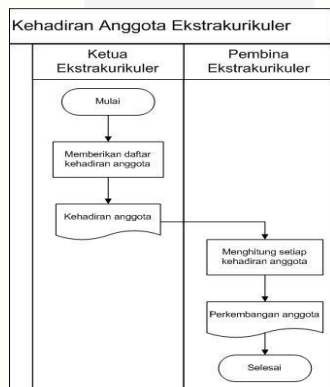 Kehadiran Anggota Ekstrakurikuler
Ketua
Ekstrakurikuler
Pembina
Ekstrakurikuler
Mulai
Memberikan daftar
kehadiran anggota
Kehadiran anggota
Menghitung setiap
kehadiran anggota
Perkembangan anggota
Selesai